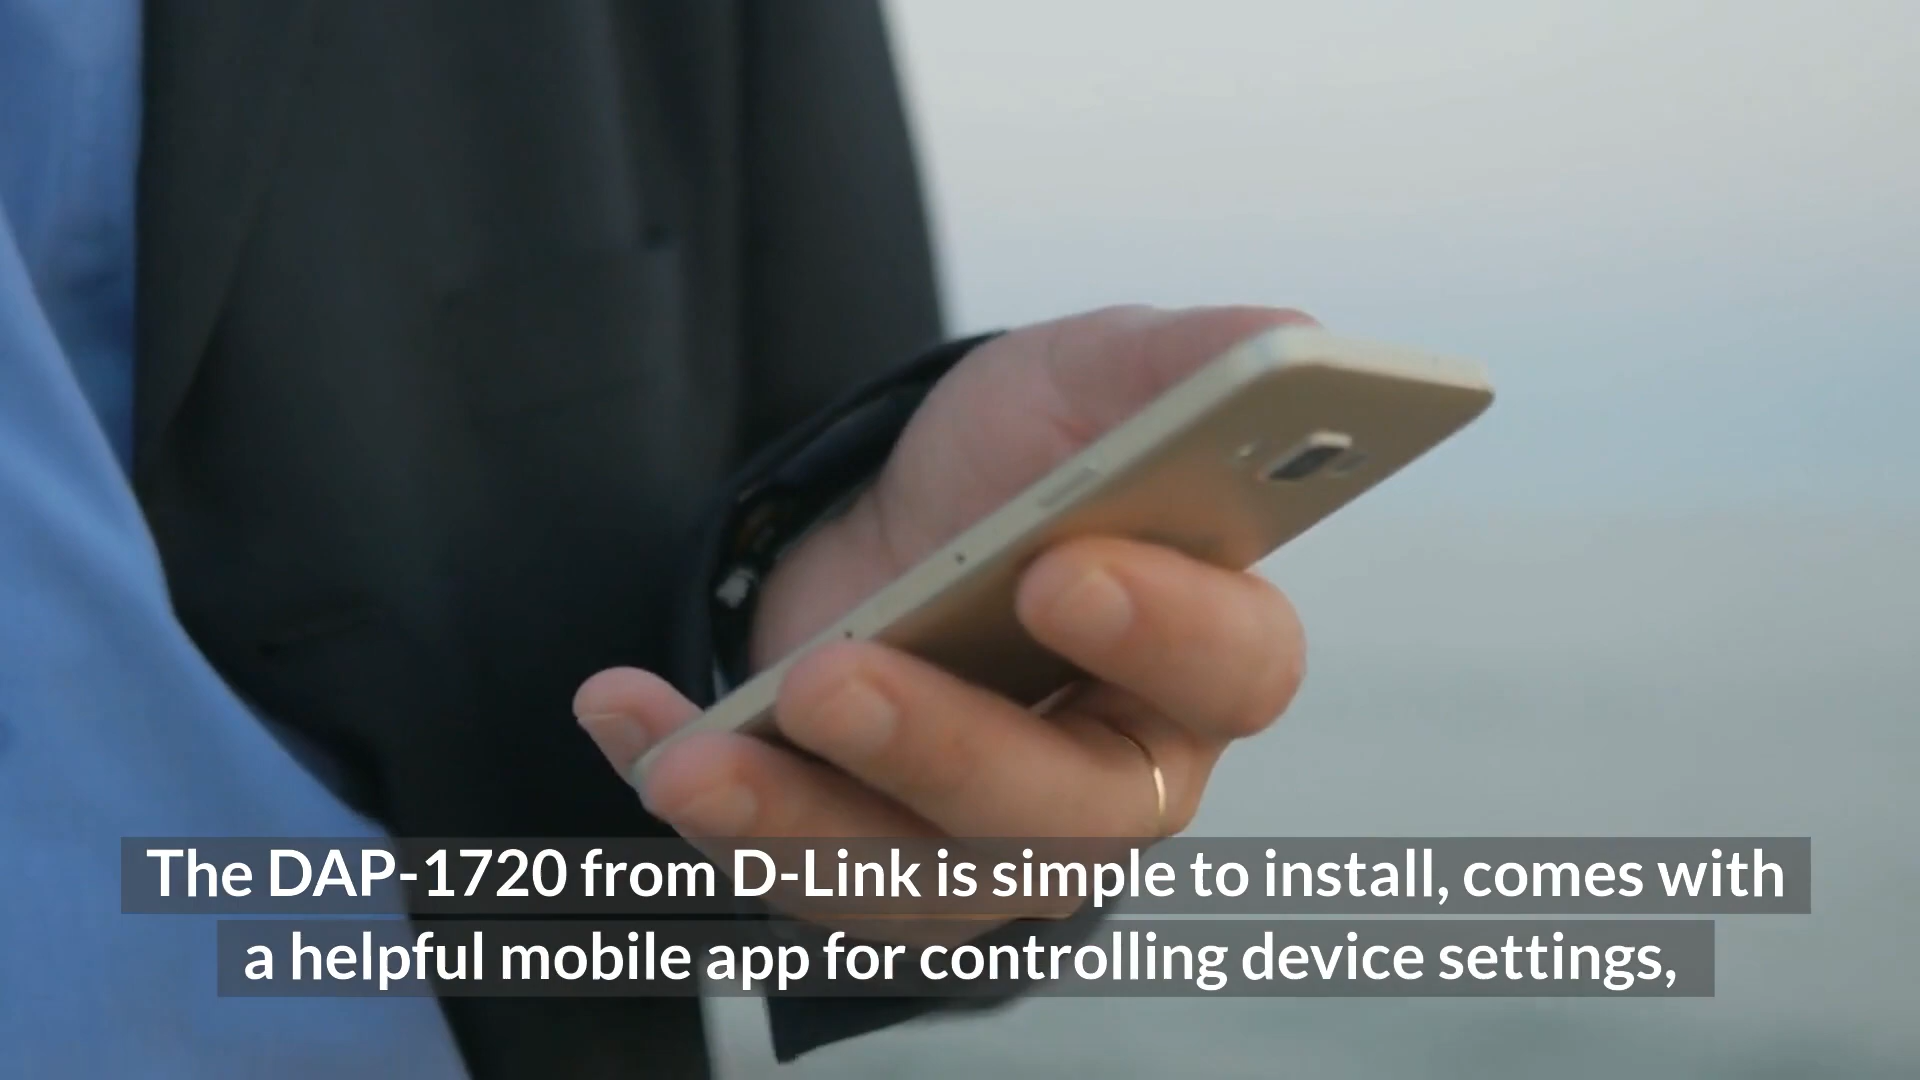 The DAP-1720 from D-Link is simple to install, comes with
a helpful mobile app for controlling device settings,